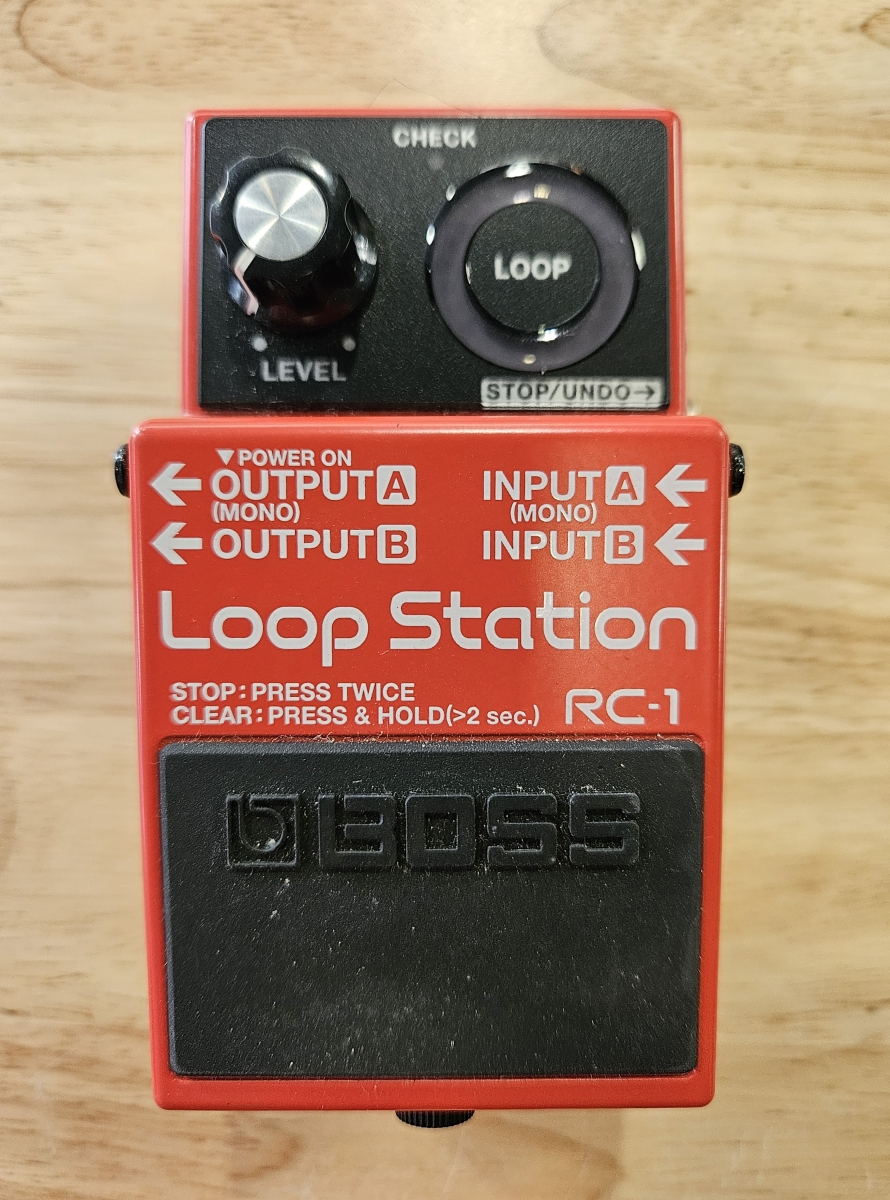 CHECK
LOOP
LEVEL
STOP/UNDO→
▼POWER ON
←OUTPUT A
(MONO)
←OUTPUT B
INPUT A←
(MONO)
INPUT B←
Loop Station
STOP:PRESS TWICE
CLEAR:PRESS & HOLD(>2 sec.)
RC-1
BOSS